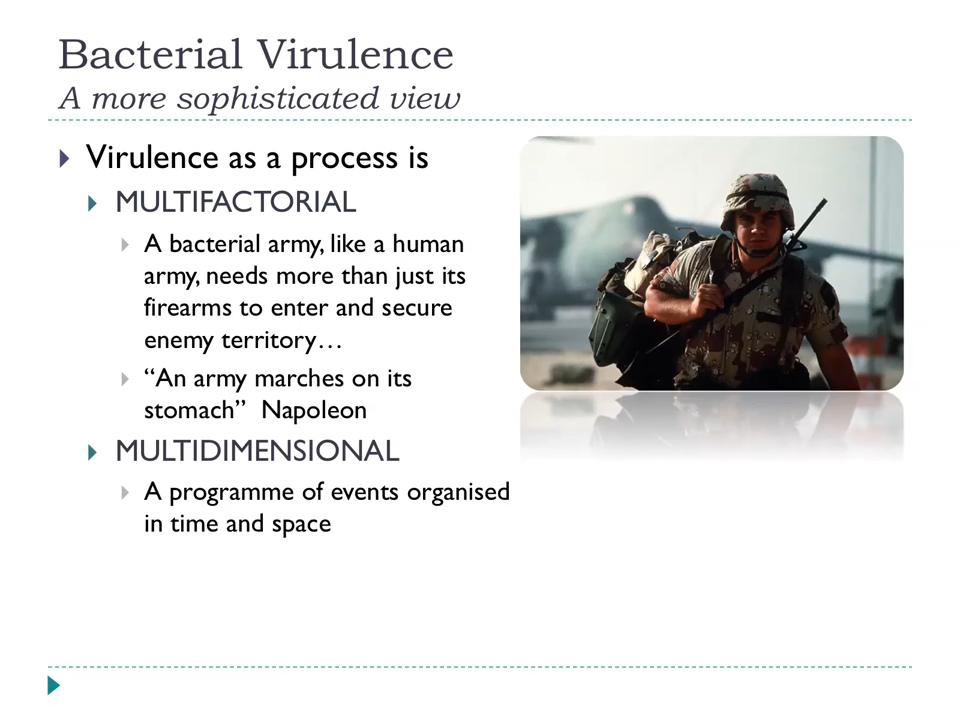 Bacterial Virulence
A more sophisticated view
Virulence as a process is
MULTIFACTORIAL
A bacterial army, like a human
army, needs more than just its
firearms to enter and secure
enemy territory…
“An army marches on its
stomach” Napoleon
MULTIDIMENSIONAL
A programme of events organised
in time and space